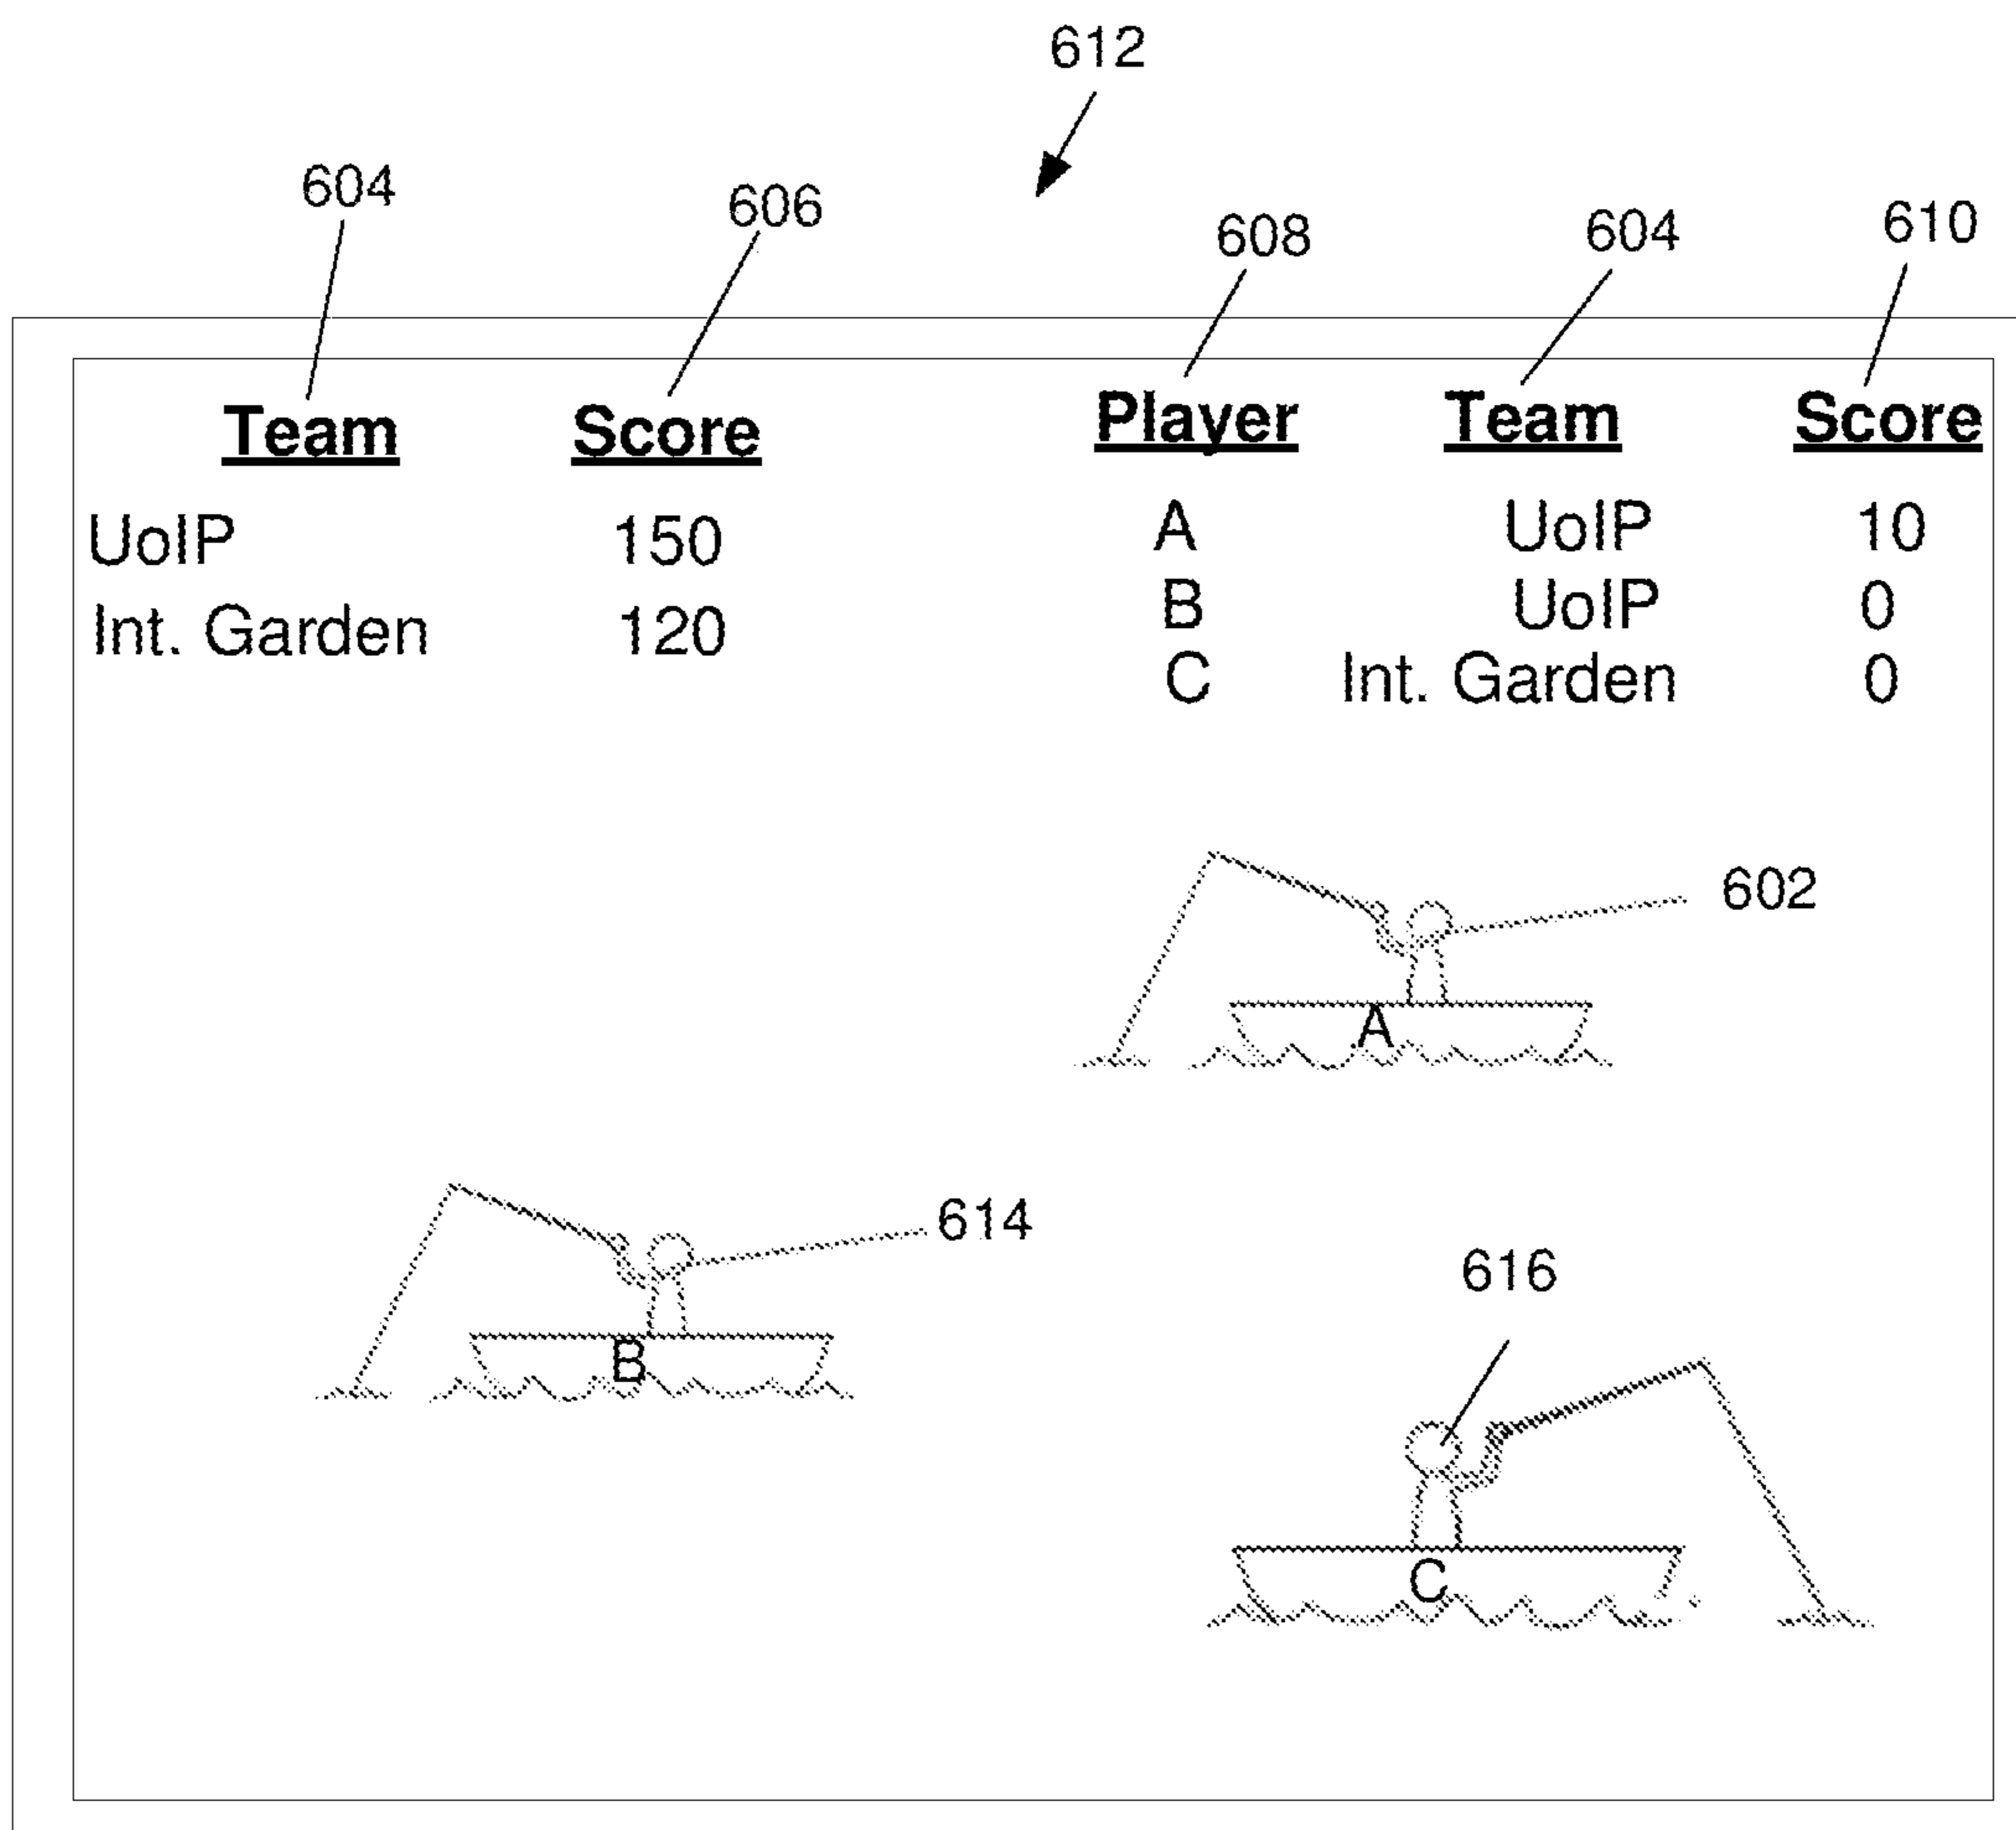 612
604 606 608 604 610
Team Score Player Team Score
UoIP 150 A UoIP 10
Int. Garden 120 B UoIP 0
C Int. Garden 0
602
A
614
B
616
C